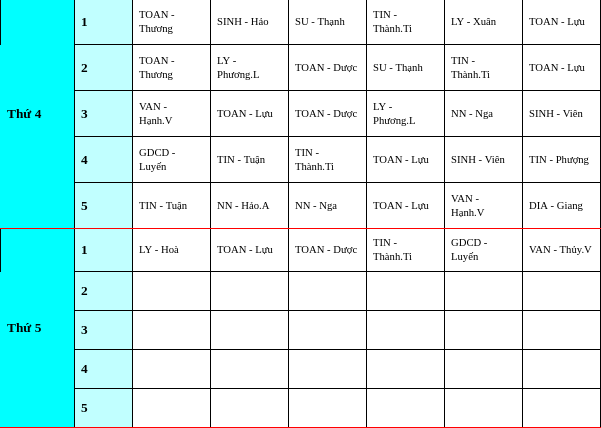 1 TOAN - Thương SINH - Hảo SU - Thạnh TIN - Thành.Ti LY - Xuân TOAN - Lựu
2 TOAN - Thương LY - Phương.L TOAN - Dược SU - Thạnh TIN - Thành.Ti TOAN - Lựu
Thứ 4 3 VAN - Hạnh.V TOAN - Lựu TOAN - Dược LY - Phương.L NN - Nga SINH - Viên
4 GDCD - Luyến TIN - Tuận TIN - Thành.Ti TOAN - Lựu SINH - Viên TIN - Phượng
5 TIN - Tuận NN - Hảo.A NN - Nga TOAN - Lựu VAN - Hạnh.V DIA - Giang
1 LY - Hoà TOAN - Lựu TOAN - Dược TIN - Thành.Ti GDCD - Luyến VAN - Thủy.V
2
Thứ 5 3
4
5